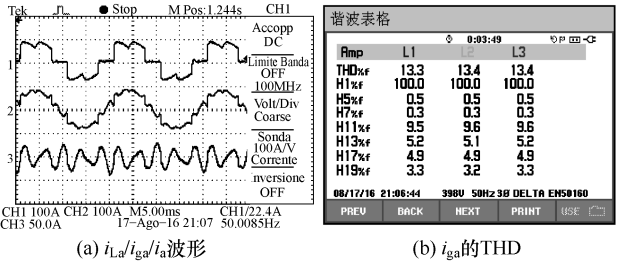 Tek Stop M Pos:1.244s CH1
Accopp
DC
Limite Banda
OFF
100MHz
Volt/Div
Coarse
Sonda
100A/V
Corrente
nversione
OFF
1
2
3
CH1 100A CH2 100A M5.00ms CH1/22.4A
CH3 50.0A 17-Ago-16 21:07 50.0085Hz
(a) iLa/iga/ia波形
谐波表格
0:03:49
Amp L1 L2 L3
THD%f 13.3 13.4 13.4
H1%f 100.0 100.0 100.0
H5%f 0.5 0.5 0.5
H7%f 0.3 0.3 0.3
H11%f 9.5 9.6 9.6
H13%f 5.2 5.1 5.2
H17%f 4.9 4.9 4.9
H19%f 3.3 3.2 3.3
08/17/16 21:06:44 398V 50Hz 3Ø DELTA EN50160
PREV BACK NEXT PRINT USE
(b) iga的THD